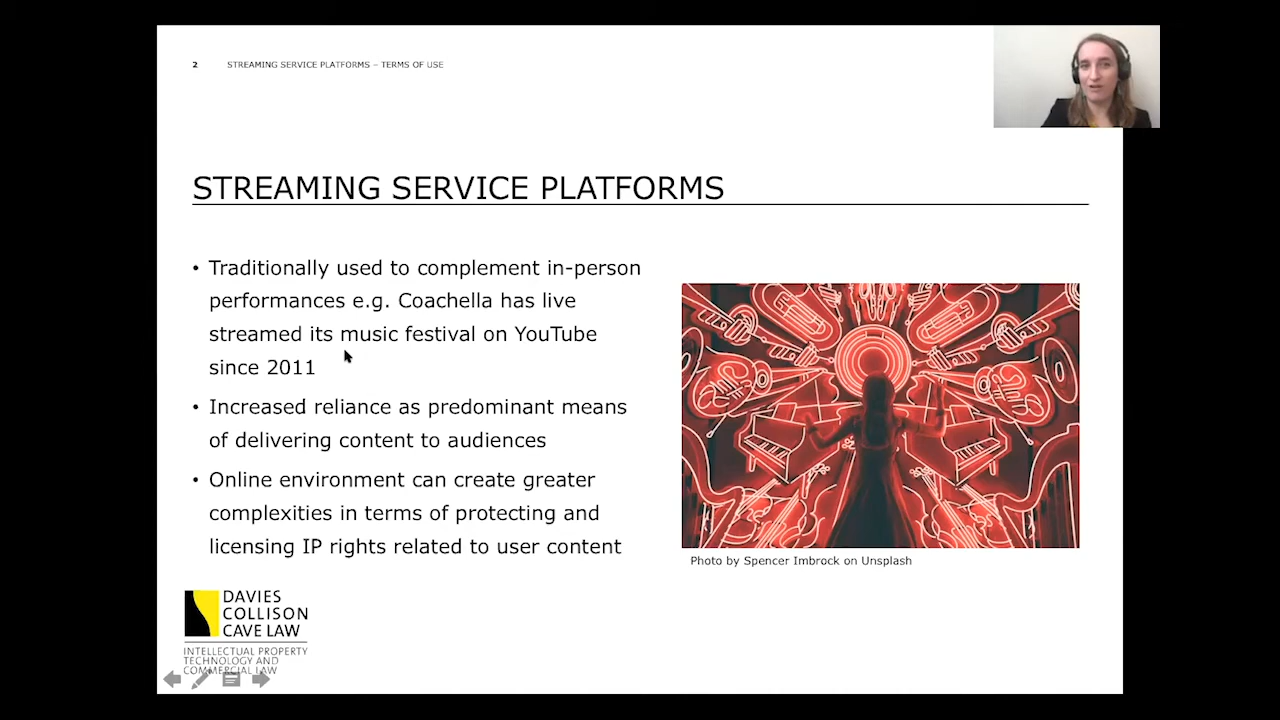 2 STREAMING SERVICE PLATFORMS – TERMS OF USE
STREAMING SERVICE PLATFORMS
• Traditionally used to complement in-person
performances e.g. Coachella has live
streamed its music festival on YouTube
since 2011
• Increased reliance as predominant means
of delivering content to audiences
• Online environment can create greater
complexities in terms of protecting and
licensing IP rights related to user content
Photo by Spencer Imbrock on Unsplash
DAVIES
COLLISON
CAVE LAW
INTELLECTUAL PROPERTY
TECHNOLOGY AND
COMMERCIAL LAW